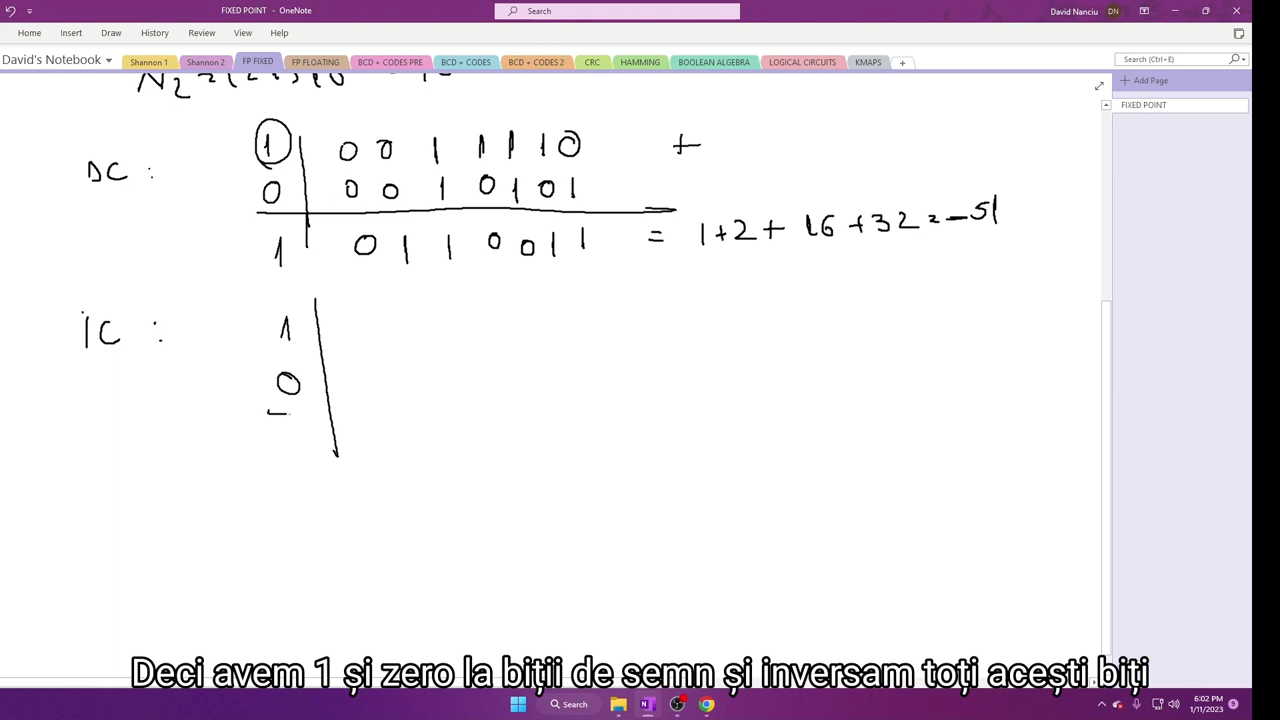 FIXED POINT - OneNote
Search
David Nanciu DN
Home Insert Draw History Review View Help
David's Notebook
Shannon 1 Shannon 2 FP FIXED FP FLOATING BCD + CODES PRE BCD + CODES BCD + CODES 2 CRC HAMMING BOOLEAN ALGEBRA LOGICAL CIRCUITS KMAPS
Search (Ctrl+E)
Add Page
FIXED POINT
1 0 0 1 1 1 1 0 +
DC :
0 0 0 1 0 1 0 1
1 0 1 1 0 0 1 1 = 1+2+ 16+32= -51
IC : 1
0
Deci avem 1 și zero la biții de semn și inversam toți acești biți
Search
6:02 PM
1/11/2023